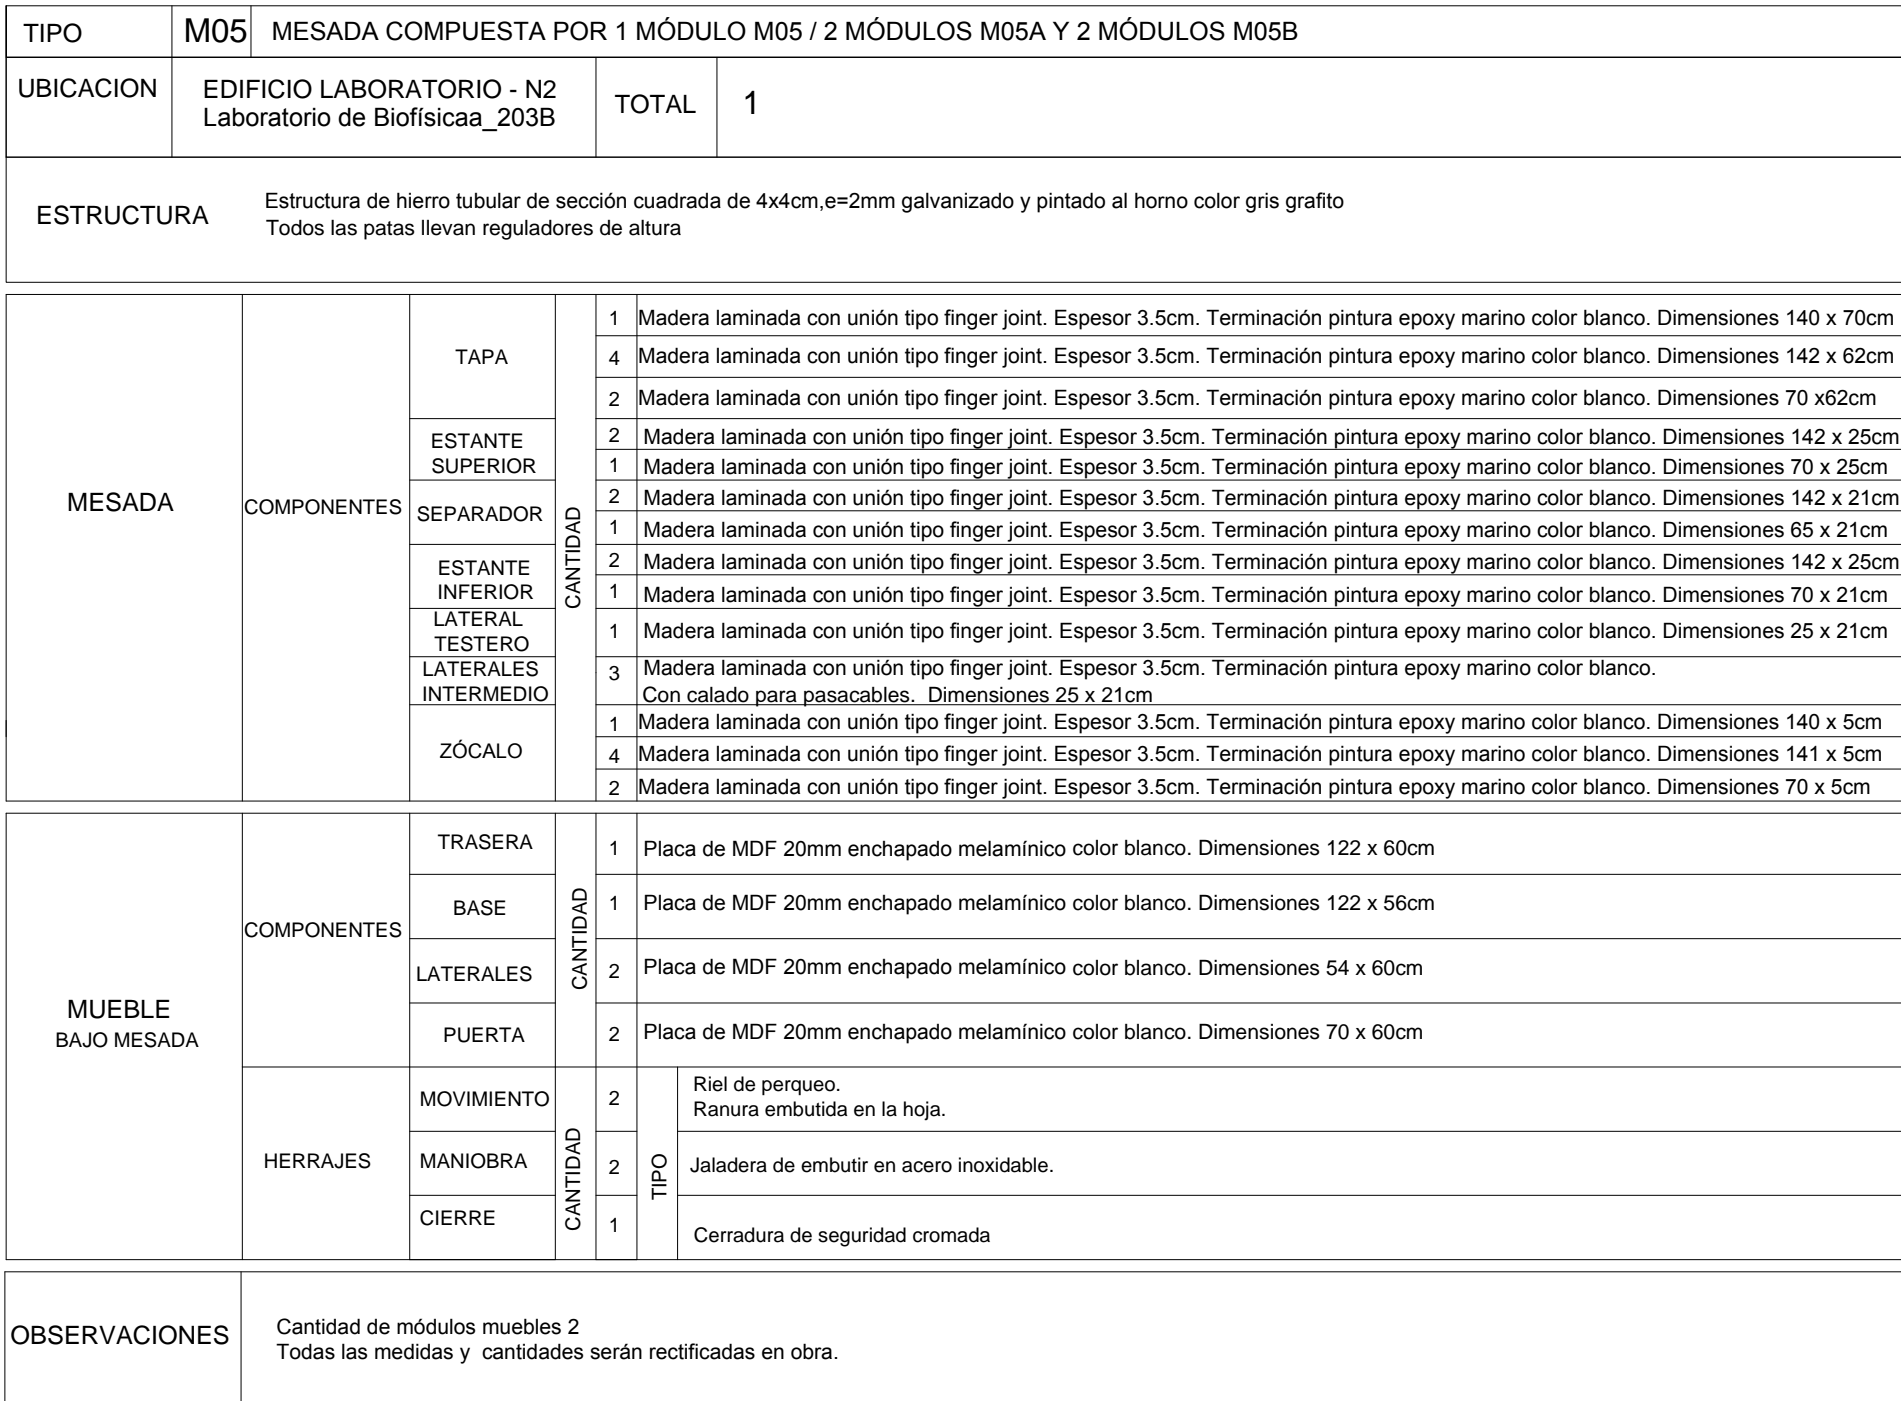 TIPO M05 MESADA COMPUESTA POR 1 MÓDULO M05 / 2 MÓDULOS M05A Y 2 MÓDULOS M05B
UBICACION
EDIFICIO LABORATORIO - N2
Laboratorio de Biofísicaa_203B
TOTAL 1
ESTRUCTURA
Estructura de hierro tubular de sección cuadrada de 4x4cm,e=2mm galvanizado y pintado al horno color gris grafito
Todos las patas llevan reguladores de altura
MESADA
COMPONENTES
CANTIDAD
TAPA
1 Madera laminada con unión tipo finger joint. Espesor 3.5cm. Terminación pintura epoxy marino color blanco. Dimensiones 140 x 70cm
4 Madera laminada con unión tipo finger joint. Espesor 3.5cm. Terminación pintura epoxy marino color blanco. Dimensiones 142 x 62cm
2 Madera laminada con unión tipo finger joint. Espesor 3.5cm. Terminación pintura epoxy marino color blanco. Dimensiones 70 x62cm
ESTANTE
SUPERIOR
2 Madera laminada con unión tipo finger joint. Espesor 3.5cm. Terminación pintura epoxy marino color blanco. Dimensiones 142 x 25cm
1 Madera laminada con unión tipo finger joint. Espesor 3.5cm. Terminación pintura epoxy marino color blanco. Dimensiones 70 x 25cm
SEPARADOR
2 Madera laminada con unión tipo finger joint. Espesor 3.5cm. Terminación pintura epoxy marino color blanco. Dimensiones 142 x 21cm
1 Madera laminada con unión tipo finger joint. Espesor 3.5cm. Terminación pintura epoxy marino color blanco. Dimensiones 65 x 21cm
ESTANTE
INFERIOR
2 Madera laminada con unión tipo finger joint. Espesor 3.5cm. Terminación pintura epoxy marino color blanco. Dimensiones 142 x 25cm
1 Madera laminada con unión tipo finger joint. Espesor 3.5cm. Terminación pintura epoxy marino color blanco. Dimensiones 70 x 21cm
LATERAL
TESTERO
1 Madera laminada con unión tipo finger joint. Espesor 3.5cm. Terminación pintura epoxy marino color blanco. Dimensiones 25 x 21cm
LATERALES
INTERMEDIO
3 Madera laminada con unión tipo finger joint. Espesor 3.5cm. Terminación pintura epoxy marino color blanco.
Con calado para pasacables. Dimensiones 25 x 21cm
ZÓCALO
1 Madera laminada con unión tipo finger joint. Espesor 3.5cm. Terminación pintura epoxy marino color blanco. Dimensiones 140 x 5cm
4 Madera laminada con unión tipo finger joint. Espesor 3.5cm. Terminación pintura epoxy marino color blanco. Dimensiones 141 x 5cm
2 Madera laminada con unión tipo finger joint. Espesor 3.5cm. Terminación pintura epoxy marino color blanco. Dimensiones 70 x 5cm
MUEBLE
BAJO MESADA
COMPONENTES
CANTIDAD
TRASERA 1 Placa de MDF 20mm enchapado melamínico color blanco. Dimensiones 122 x 60cm
BASE 1 Placa de MDF 20mm enchapado melamínico color blanco. Dimensiones 122 x 56cm
LATERALES 2 Placa de MDF 20mm enchapado melamínico color blanco. Dimensiones 54 x 60cm
PUERTA 2 Placa de MDF 20mm enchapado melamínico color blanco. Dimensiones 70 x 60cm
HERRAJES
CANTIDAD
TIPO
MOVIMIENTO 2 Riel de perqueo.
Ranura embutida en la hoja.
MANIOBRA 2 Jaladera de embutir en acero inoxidable.
CIERRE 1 Cerradura de seguridad cromada
OBSERVACIONES
Cantidad de módulos muebles 2
Todas las medidas y cantidades serán rectificadas en obra.